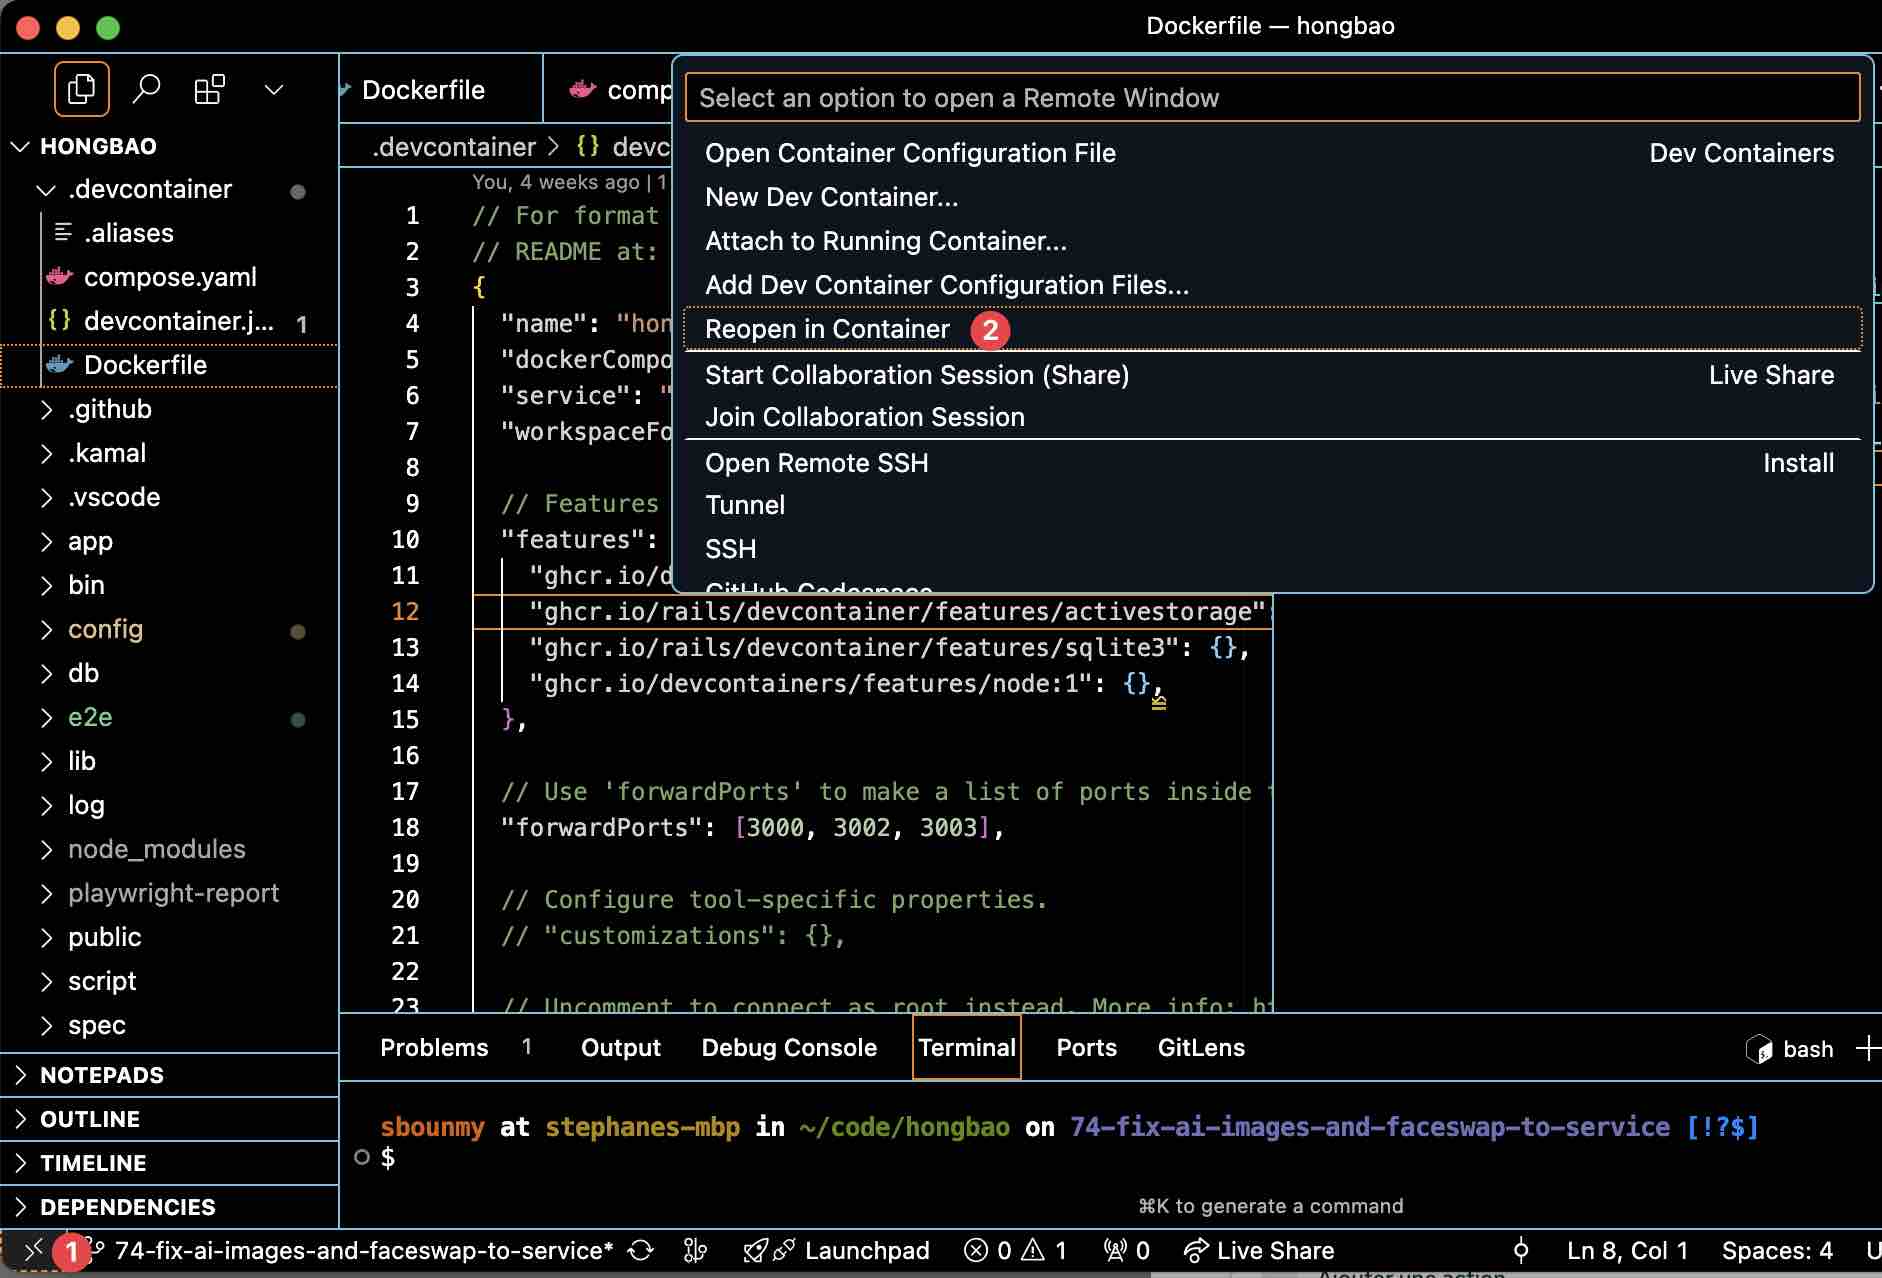 Dockerfile — hongbao
HONGBAO
.devcontainer
.aliases
compose.yaml
devcontainer.j... 1
Dockerfile
.github
.kamal
.vscode
app
bin
config
db
e2e
lib
log
node_modules
playwright-report
public
script
spec
NOTEPADS
OUTLINE
TIMELINE
DEPENDENCIES
Dockerfile
comp
.devcontainer > {} devc
You, 4 weeks ago | 1
1 // For format
2 // README at:
3 {
4 "name": "hon
5 "dockerCompo
6 "service": "
7 "workspaceFo
8
9 // Features
10 "features":
11 "ghcr.io/d
12 "ghcr.io/rails/devcontainer/features/activestorage":
13 "ghcr.io/rails/devcontainer/features/sqlite3": {},
14 "ghcr.io/devcontainers/features/node:1": {},
15 },
16
17 // Use 'forwardPorts' to make a list of ports inside
18 "forwardPorts": [3000, 3002, 3003],
19
20 // Configure tool-specific properties.
21 // "customizations": {},
22
23 // Uncomment to connect as root instead. More info: ht
Select an option to open a Remote Window
Open Container Configuration File Dev Containers
New Dev Container...
Attach to Running Container...
Add Dev Container Configuration Files...
Reopen in Container 2
Start Collaboration Session (Share) Live Share
Join Collaboration Session
Open Remote SSH Install
Tunnel
SSH
GitHub Codespace
Problems 1 Output Debug Console Terminal Ports GitLens bash
sbounmy at stephanes-mbp in ~/code/hongbao on 74-fix-ai-images-and-faceswap-to-service [!?$]
$
⌘K to generate a command
1 74-fix-ai-images-and-faceswap-to-service* Launchpad 0 1 0 Live Share Ln 8, Col 1 Spaces: 4 U
Ajouter une action